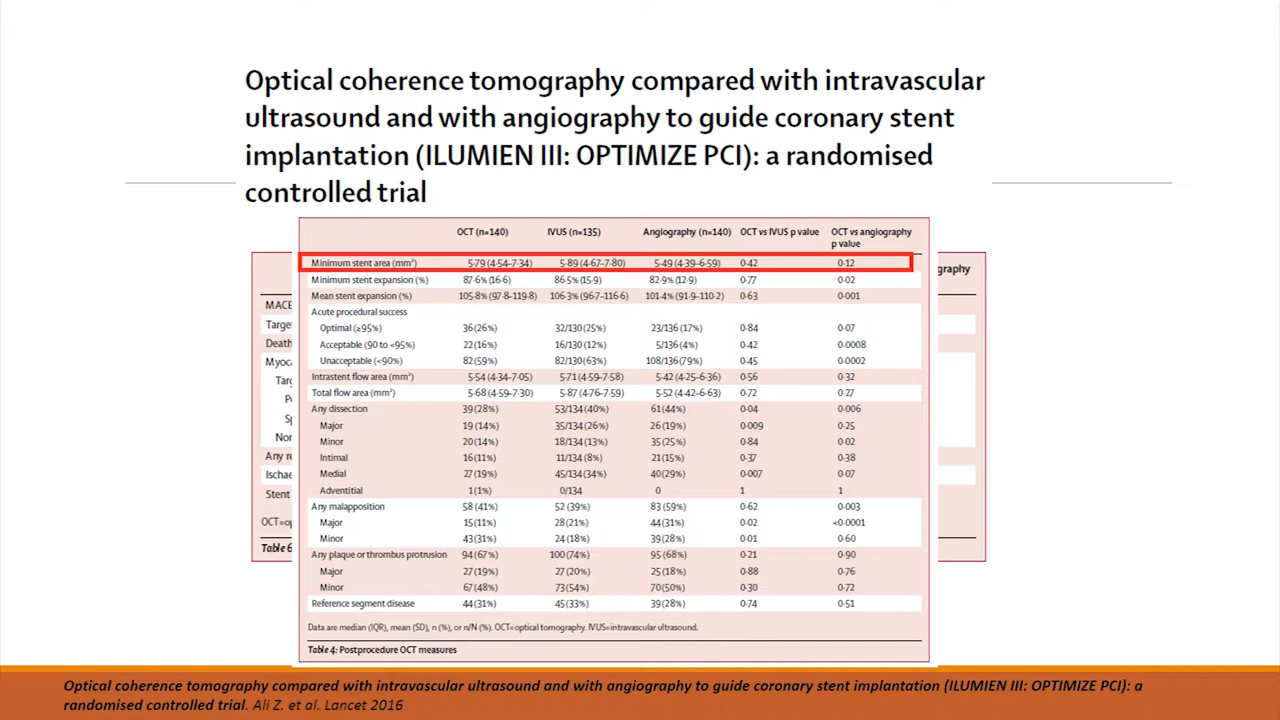 Optical coherence tomography compared with intravascular
ultrasound and with angiography to guide coronary stent
implantation (ILUMIEN III: OPTIMIZE PCI): a randomised
controlled trial
OCT (n=140) IVUS (n=135) Angiography (n=140) OCT vs IVUS p value OCT vs angiography
p value
Minimum stent area (mm²) 5·79 (4·54–7·34) 5·89 (4·67–7·80) 5·49 (4·39–6·59) 0·42 0·12
Minimum stent expansion (%) 87·6% (16·6) 86·5% (15·9) 82·9% (12·9) 0·77 0·02
Mean stent expansion (%) 105·8% (97·8–119·8) 106·3% (96·7–116·6) 101·4% (91·9–110·2) 0·63 0·001
Acute procedural success
Optimal (≥95%) 36 (26%) 32/130 (25%) 23/136 (17%) 0·84 0·07
Acceptable (90 to <95%) 22 (16%) 16/130 (12%) 5/136 (4%) 0·42 0·0008
Unacceptable (<90%) 82 (59%) 82/130 (63%) 108/136 (79%) 0·45 0·0002
Intrastent flow area (mm²) 5·54 (4·34–7·05) 5·71 (4·59–7·58) 5·42 (4·25–6·36) 0·56 0·32
Total flow area (mm²) 5·68 (4·59–7·30) 5·87 (4·76–7·59) 5·52 (4·42–6·63) 0·72 0·27
Any dissection 39 (28%) 53/134 (40%) 61 (44%) 0·04 0·006
Major 19 (14%) 35/134 (26%) 26 (19%) 0·009 0·25
Minor 20 (14%) 18/134 (13%) 35 (25%) 0·84 0·02
Intimal 16 (11%) 11/134 (8%) 21 (15%) 0·37 0·38
Medial 27 (19%) 45/134 (34%) 40 (29%) 0·007 0·07
Adventitial 1 (1%) 0/134 0 1 1
Any malapposition 58 (41%) 52 (39%) 83 (59%) 0·62 0·003
Major 15 (11%) 28 (21%) 44 (31%) 0·02 <0·0001
Minor 43 (31%) 24 (18%) 39 (28%) 0·01 0·60
Any plaque or thrombus protrusion 94 (67%) 100 (74%) 95 (68%) 0·21 0·90
Major 27 (19%) 27 (20%) 25 (18%) 0·88 0·76
Minor 67 (48%) 73 (54%) 70 (50%) 0·30 0·72
Reference segment disease 44 (31%) 45 (33%) 39 (28%) 0·74 0·51
Data are median (IQR), mean (SD), n (%), or n/N (%). OCT=optical tomography. IVUS=intravascular ultrasound.
Table 4: Postprocedure OCT measures
graphy
MACE
Targe
Death
Myoca
Tar
P
Sp
Non
Any re
Ischae
Stent
OCT=op
Table 6
Optical coherence tomography compared with intravascular ultrasound and with angiography to guide coronary stent implantation (ILUMIEN III: OPTIMIZE PCI): a
randomised controlled trial. Ali Z. et al. Lancet 2016